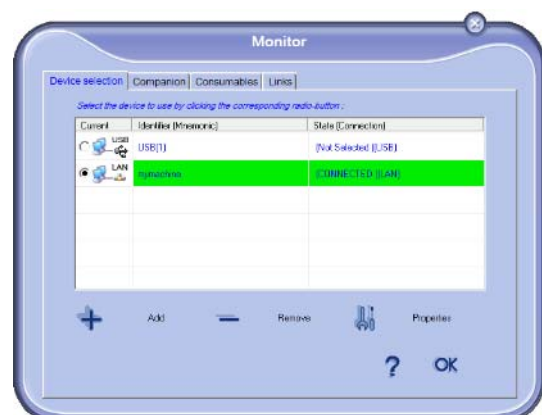 Monitor
Device selection Companion Consumables Links
Select the device to use by clicking the corresponding radio-button :
Current Identifier (Mnemonic) State (Connection)
USB USB(1) (Not Selected )(USB)
LAN mymachine (CONNECTED )(LAN)
Add Remove Properties
? OK